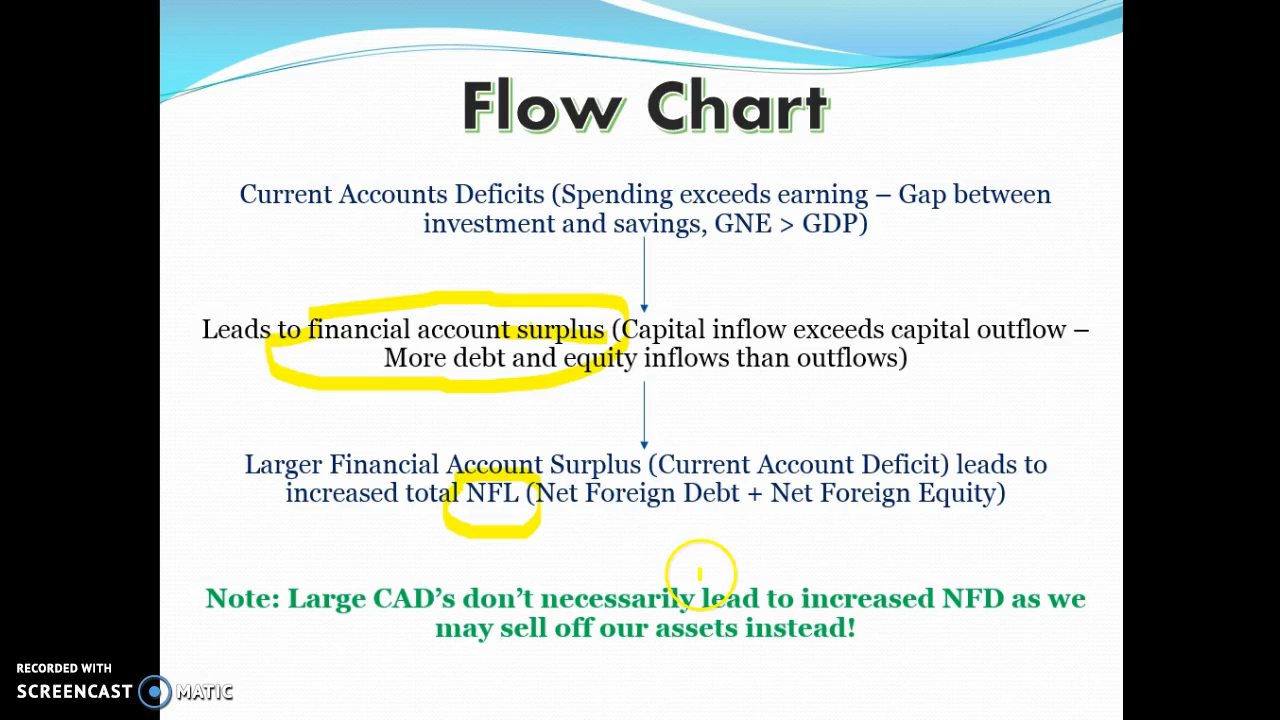 Flow Chart
Current Accounts Deficits (Spending exceeds earning – Gap between
investment and savings, GNE > GDP)
Leads to financial account surplus (Capital inflow exceeds capital outflow –
More debt and equity inflows than outflows)
Larger Financial Account Surplus (Current Account Deficit) leads to
increased total NFL (Net Foreign Debt + Net Foreign Equity)
Note: Large CAD’s don’t necessarily lead to increased NFD as we
may sell off our assets instead!
RECORDED WITH
SCREENCAST MATIC